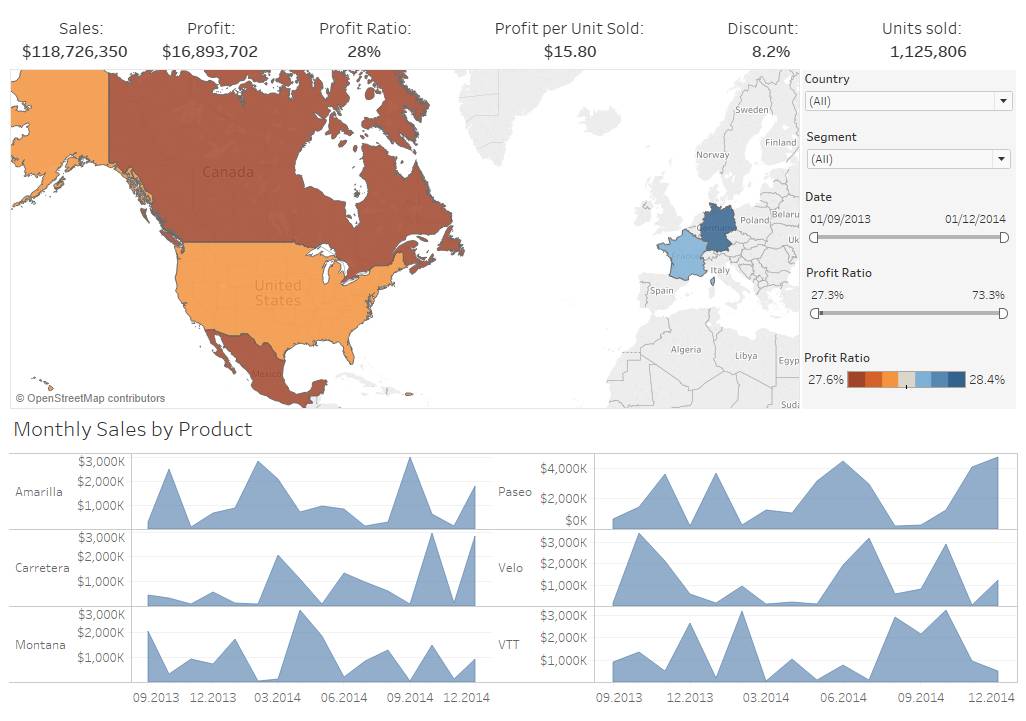 Sales: Profit: Profit Ratio: Profit per Unit Sold: Discount: Units sold:
$118,726,350 $16,893,702 28% $15.80 8.2% 1,125,806
Canada
United
States
Mexico
Sweden
Finland
Norway
Poland
Belaru
Germany
Uk
France
Italy
Spain
Algeria
Libya
Egyp
Suda
© OpenStreetMap contributors
Country
(All)
Segment
(All)
Date
01/09/2013 01/12/2014
Profit Ratio
27.3% 73.3%
Profit Ratio
27.6% 28.4%
Monthly Sales by Product
Amarilla
$3,000K
$2,000K
$1,000K
Paseo
$4,000K
$2,000K
$0K
Carretera
$3,000K
$2,000K
$1,000K
Velo
$3,000K
$2,000K
$1,000K
Montana
$3,000K
$2,000K
$1,000K
VTT
$3,000K
$2,000K
$1,000K
09.2013 12.2013 03.2014 06.2014 09.2014 12.2014
09.2013 12.2013 03.2014 06.2014 09.2014 12.2014